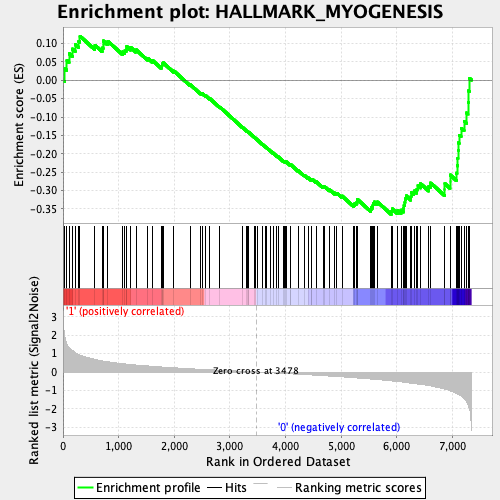 Enrichment plot: HALLMARK_MYOGENESIS
Enrichment score (ES)
0.10
0.05
0.00
-0.05
-0.10
-0.15
-0.20
-0.25
-0.30
-0.35
'1' (positively correlated)
Ranked list metric (Signal2Noise)
3
2
1
0
-1
-2
-3
Zero cross at 3478
'0' (negatively correlated)
0
1,000
2,000
3,000
4,000
5,000
6,000
7,000
Rank in Ordered Dataset
Enrichment profile
Hits
Ranking metric scores